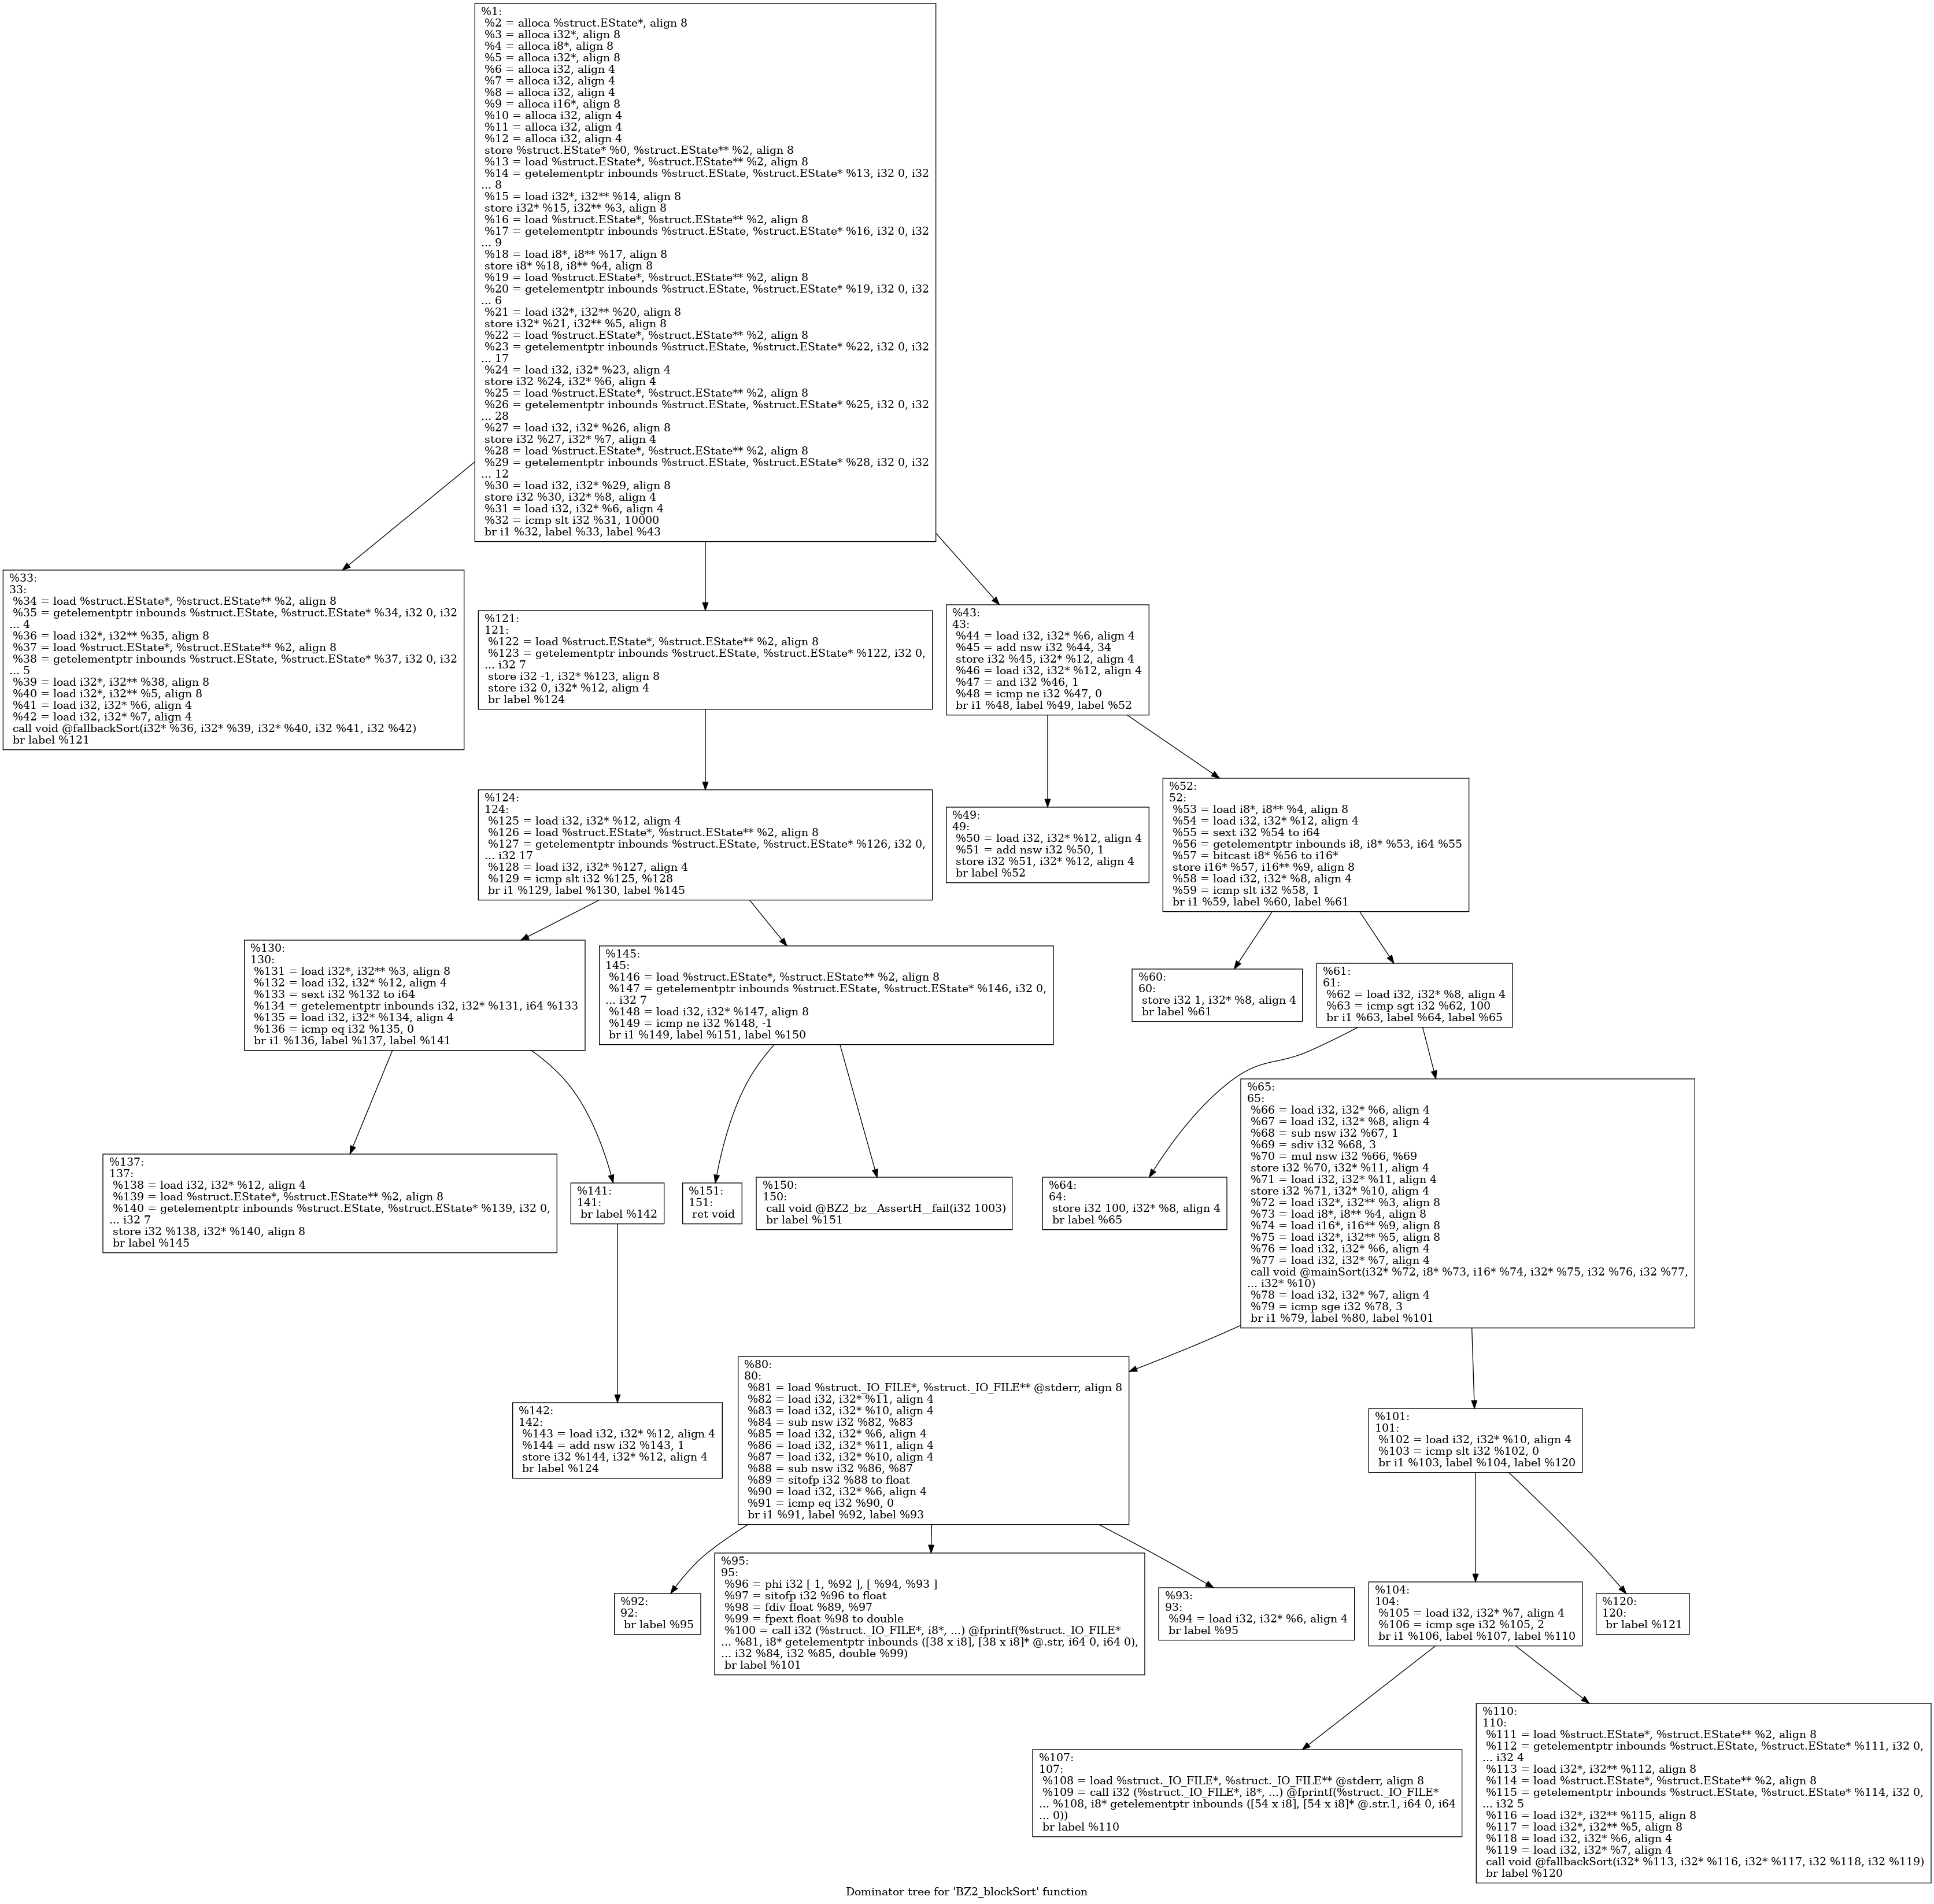 %1:
%2 = alloca %struct.EState*, align 8
%3 = alloca i32*, align 8
%4 = alloca i8*, align 8
%5 = alloca i32*, align 8
%6 = alloca i32, align 4
%7 = alloca i32, align 4
%8 = alloca i32, align 4
%9 = alloca i16*, align 8
%10 = alloca i32, align 4
%11 = alloca i32, align 4
%12 = alloca i32, align 4
store %struct.EState* %0, %struct.EState** %2, align 8
%13 = load %struct.EState*, %struct.EState** %2, align 8
%14 = getelementptr inbounds %struct.EState, %struct.EState* %13, i32 0, i32
... 8
%15 = load i32*, i32** %14, align 8
store i32* %15, i32** %3, align 8
%16 = load %struct.EState*, %struct.EState** %2, align 8
%17 = getelementptr inbounds %struct.EState, %struct.EState* %16, i32 0, i32
... 9
%18 = load i8*, i8** %17, align 8
store i8* %18, i8** %4, align 8
%19 = load %struct.EState*, %struct.EState** %2, align 8
%20 = getelementptr inbounds %struct.EState, %struct.EState* %19, i32 0, i32
... 6
%21 = load i32*, i32** %20, align 8
store i32* %21, i32** %5, align 8
%22 = load %struct.EState*, %struct.EState** %2, align 8
%23 = getelementptr inbounds %struct.EState, %struct.EState* %22, i32 0, i32
... 17
%24 = load i32, i32* %23, align 4
store i32 %24, i32* %6, align 4
%25 = load %struct.EState*, %struct.EState** %2, align 8
%26 = getelementptr inbounds %struct.EState, %struct.EState* %25, i32 0, i32
... 28
%27 = load i32, i32* %26, align 8
store i32 %27, i32* %7, align 4
%28 = load %struct.EState*, %struct.EState** %2, align 8
%29 = getelementptr inbounds %struct.EState, %struct.EState* %28, i32 0, i32
... 12
%30 = load i32, i32* %29, align 8
store i32 %30, i32* %8, align 4
%31 = load i32, i32* %6, align 4
%32 = icmp slt i32 %31, 10000
br i1 %32, label %33, label %43
%33:
33:
%34 = load %struct.EState*, %struct.EState** %2, align 8
%35 = getelementptr inbounds %struct.EState, %struct.EState* %34, i32 0, i32
... 4
%36 = load i32*, i32** %35, align 8
%37 = load %struct.EState*, %struct.EState** %2, align 8
%38 = getelementptr inbounds %struct.EState, %struct.EState* %37, i32 0, i32
... 5
%39 = load i32*, i32** %38, align 8
%40 = load i32*, i32** %5, align 8
%41 = load i32, i32* %6, align 4
%42 = load i32, i32* %7, align 4
call void @fallbackSort(i32* %36, i32* %39, i32* %40, i32 %41, i32 %42)
br label %121
%121:
121:
%122 = load %struct.EState*, %struct.EState** %2, align 8
%123 = getelementptr inbounds %struct.EState, %struct.EState* %122, i32 0,
... i32 7
store i32 -1, i32* %123, align 8
store i32 0, i32* %12, align 4
br label %124
%43:
43:
%44 = load i32, i32* %6, align 4
%45 = add nsw i32 %44, 34
store i32 %45, i32* %12, align 4
%46 = load i32, i32* %12, align 4
%47 = and i32 %46, 1
%48 = icmp ne i32 %47, 0
br i1 %48, label %49, label %52
%124:
124:
%125 = load i32, i32* %12, align 4
%126 = load %struct.EState*, %struct.EState** %2, align 8
%127 = getelementptr inbounds %struct.EState, %struct.EState* %126, i32 0,
... i32 17
%128 = load i32, i32* %127, align 4
%129 = icmp slt i32 %125, %128
br i1 %129, label %130, label %145
%49:
49:
%50 = load i32, i32* %12, align 4
%51 = add nsw i32 %50, 1
store i32 %51, i32* %12, align 4
br label %52
%52:
52:
%53 = load i8*, i8** %4, align 8
%54 = load i32, i32* %12, align 4
%55 = sext i32 %54 to i64
%56 = getelementptr inbounds i8, i8* %53, i64 %55
%57 = bitcast i8* %56 to i16*
store i16* %57, i16** %9, align 8
%58 = load i32, i32* %8, align 4
%59 = icmp slt i32 %58, 1
br i1 %59, label %60, label %61
%130:
130:
%131 = load i32*, i32** %3, align 8
%132 = load i32, i32* %12, align 4
%133 = sext i32 %132 to i64
%134 = getelementptr inbounds i32, i32* %131, i64 %133
%135 = load i32, i32* %134, align 4
%136 = icmp eq i32 %135, 0
br i1 %136, label %137, label %141
%145:
145:
%146 = load %struct.EState*, %struct.EState** %2, align 8
%147 = getelementptr inbounds %struct.EState, %struct.EState* %146, i32 0,
... i32 7
%148 = load i32, i32* %147, align 8
%149 = icmp ne i32 %148, -1
br i1 %149, label %151, label %150
%60:
60:
store i32 1, i32* %8, align 4
br label %61
%61:
61:
%62 = load i32, i32* %8, align 4
%63 = icmp sgt i32 %62, 100
br i1 %63, label %64, label %65
%137:
137:
%138 = load i32, i32* %12, align 4
%139 = load %struct.EState*, %struct.EState** %2, align 8
%140 = getelementptr inbounds %struct.EState, %struct.EState* %139, i32 0,
... i32 7
store i32 %138, i32* %140, align 8
br label %145
%141:
141:
br label %142
%151:
151:
ret void
%150:
150:
call void @BZ2_bz__AssertH__fail(i32 1003)
br label %151
%64:
64:
store i32 100, i32* %8, align 4
br label %65
%65:
65:
%66 = load i32, i32* %6, align 4
%67 = load i32, i32* %8, align 4
%68 = sub nsw i32 %67, 1
%69 = sdiv i32 %68, 3
%70 = mul nsw i32 %66, %69
store i32 %70, i32* %11, align 4
%71 = load i32, i32* %11, align 4
store i32 %71, i32* %10, align 4
%72 = load i32*, i32** %3, align 8
%73 = load i8*, i8** %4, align 8
%74 = load i16*, i16** %9, align 8
%75 = load i32*, i32** %5, align 8
%76 = load i32, i32* %6, align 4
%77 = load i32, i32* %7, align 4
call void @mainSort(i32* %72, i8* %73, i16* %74, i32* %75, i32 %76, i32 %77,
... i32* %10)
%78 = load i32, i32* %7, align 4
%79 = icmp sge i32 %78, 3
br i1 %79, label %80, label %101
%142:
142:
%143 = load i32, i32* %12, align 4
%144 = add nsw i32 %143, 1
store i32 %144, i32* %12, align 4
br label %124
%80:
80:
%81 = load %struct._IO_FILE*, %struct._IO_FILE** @stderr, align 8
%82 = load i32, i32* %11, align 4
%83 = load i32, i32* %10, align 4
%84 = sub nsw i32 %82, %83
%85 = load i32, i32* %6, align 4
%86 = load i32, i32* %11, align 4
%87 = load i32, i32* %10, align 4
%88 = sub nsw i32 %86, %87
%89 = sitofp i32 %88 to float
%90 = load i32, i32* %6, align 4
%91 = icmp eq i32 %90, 0
br i1 %91, label %92, label %93
%101:
101:
%102 = load i32, i32* %10, align 4
%103 = icmp slt i32 %102, 0
br i1 %103, label %104, label %120
%92:
92:
br label %95
%95:
95:
%96 = phi i32 [ 1, %92 ], [ %94, %93 ]
%97 = sitofp i32 %96 to float
%98 = fdiv float %89, %97
%99 = fpext float %98 to double
%100 = call i32 (%struct._IO_FILE*, i8*, ...) @fprintf(%struct._IO_FILE*
... %81, i8* getelementptr inbounds ([38 x i8], [38 x i8]* @.str, i64 0, i64 0),
... i32 %84, i32 %85, double %99)
br label %101
%93:
93:
%94 = load i32, i32* %6, align 4
br label %95
%104:
104:
%105 = load i32, i32* %7, align 4
%106 = icmp sge i32 %105, 2
br i1 %106, label %107, label %110
%120:
120:
br label %121
%107:
107:
%108 = load %struct._IO_FILE*, %struct._IO_FILE** @stderr, align 8
%109 = call i32 (%struct._IO_FILE*, i8*, ...) @fprintf(%struct._IO_FILE*
... %108, i8* getelementptr inbounds ([54 x i8], [54 x i8]* @.str.1, i64 0, i64
... 0))
br label %110
%110:
110:
%111 = load %struct.EState*, %struct.EState** %2, align 8
%112 = getelementptr inbounds %struct.EState, %struct.EState* %111, i32 0,
... i32 4
%113 = load i32*, i32** %112, align 8
%114 = load %struct.EState*, %struct.EState** %2, align 8
%115 = getelementptr inbounds %struct.EState, %struct.EState* %114, i32 0,
... i32 5
%116 = load i32*, i32** %115, align 8
%117 = load i32*, i32** %5, align 8
%118 = load i32, i32* %6, align 4
%119 = load i32, i32* %7, align 4
call void @fallbackSort(i32* %113, i32* %116, i32* %117, i32 %118, i32 %119)
br label %120
Dominator tree for 'BZ2_blockSort' function